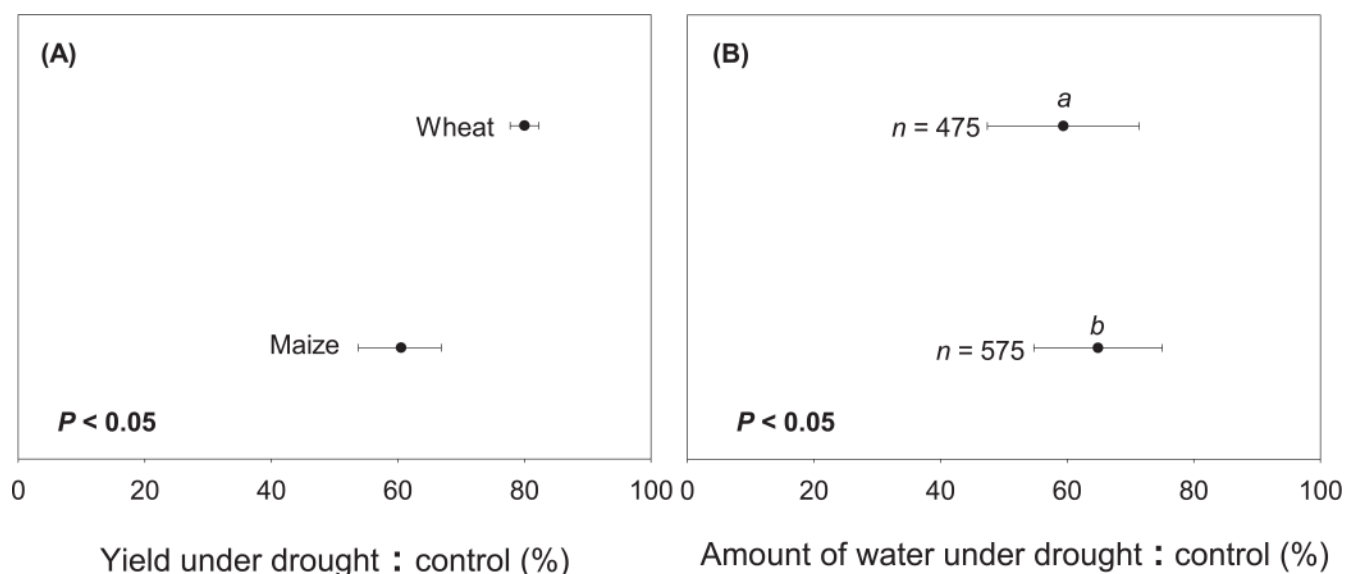 (A)
Wheat
Maize
P < 0.05
0 20 40 60 80 100
Yield under drought : control (%)
(B)
a
n = 475
b
n = 575
P < 0.05
0 20 40 60 80 100
Amount of water under drought : control (%)